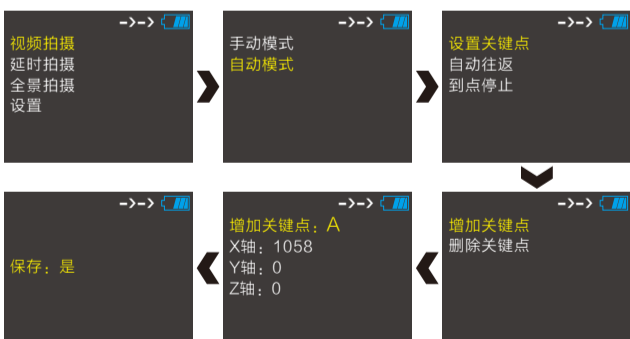 ->->
视频拍摄
延时拍摄
全景拍摄
设置
->->
手动模式
自动模式
->->
设置关键点
自动往返
到点停止
->->
增加关键点
删除关键点
->->
增加关键点：A
X轴：1058
Y轴：0
Z轴：0
->->
保存：是